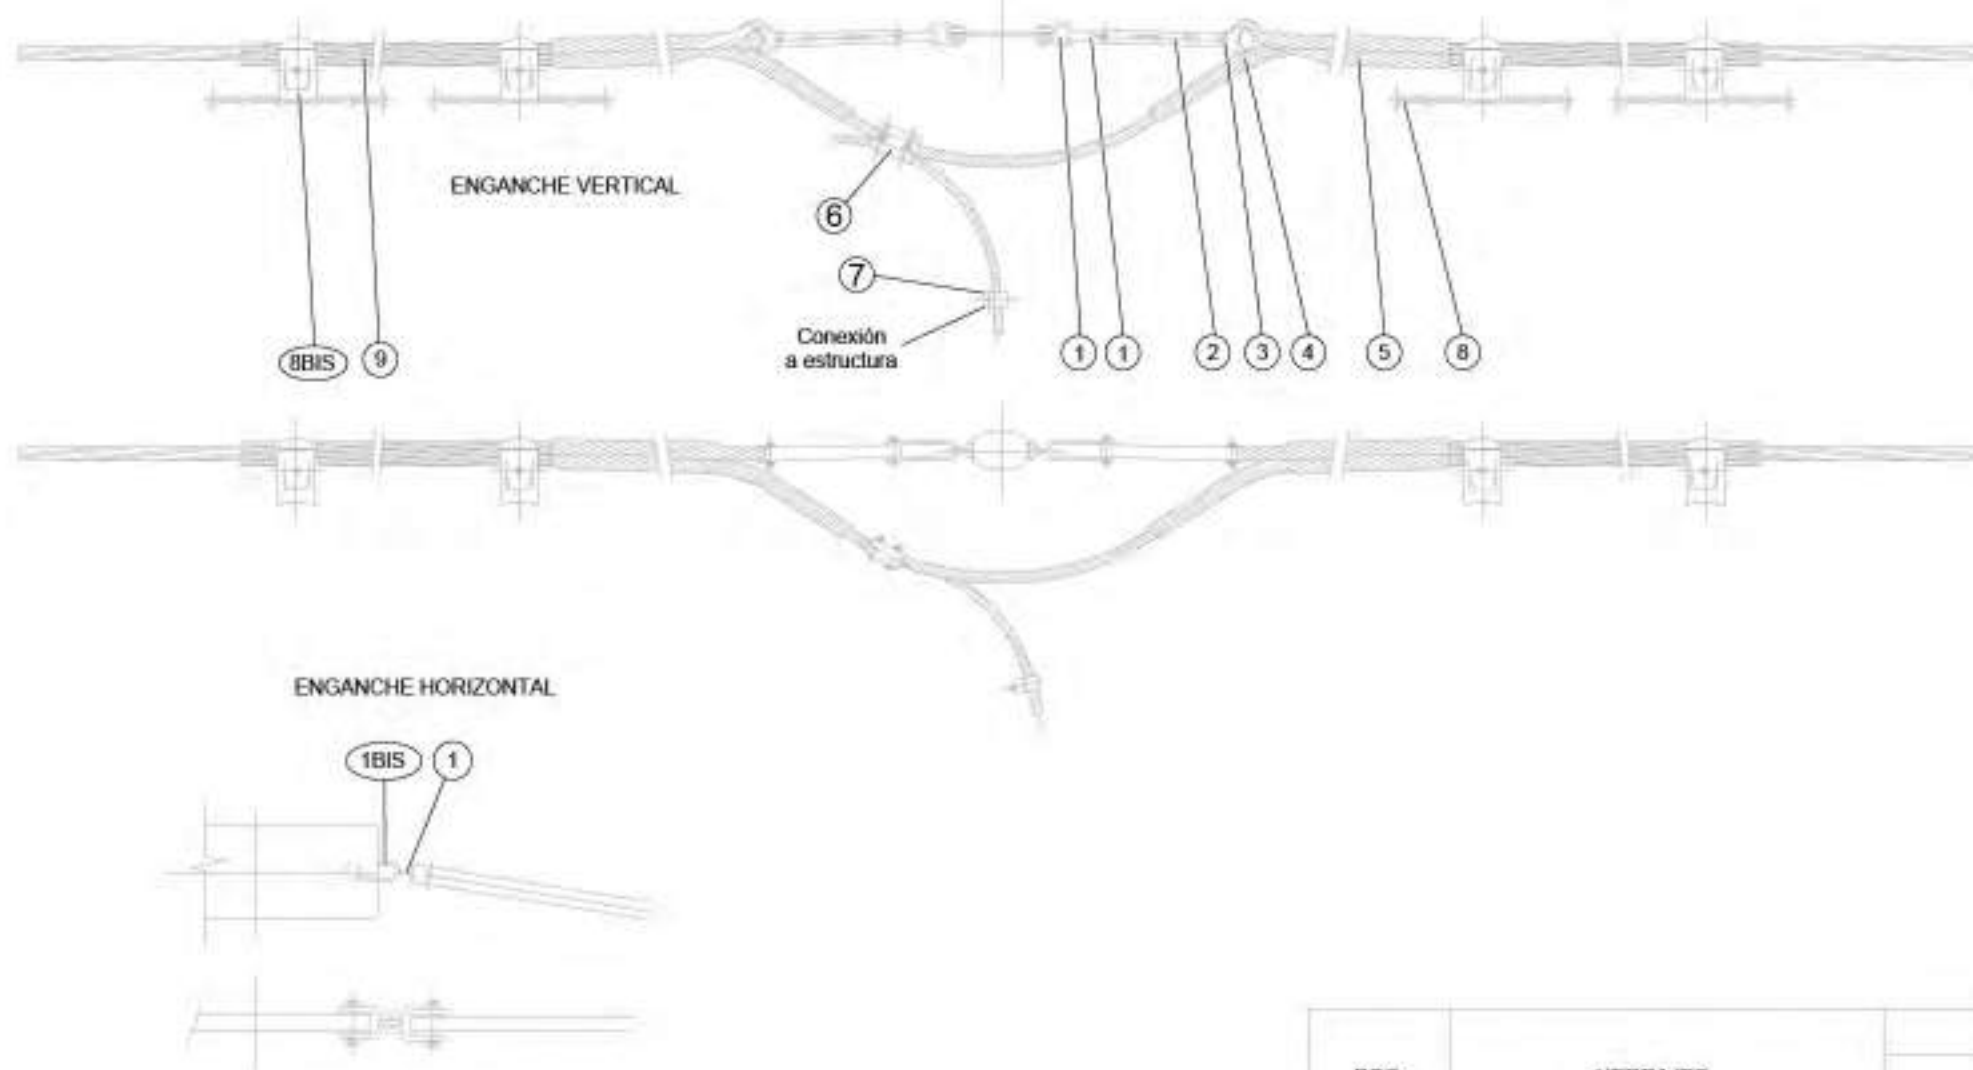 ENGANCHE VERTICAL
6
7
Conexión
a estructura
8BIS 9 1 1 2 3 4 5 8
ENGANCHE HORIZONTAL
1BIS 1